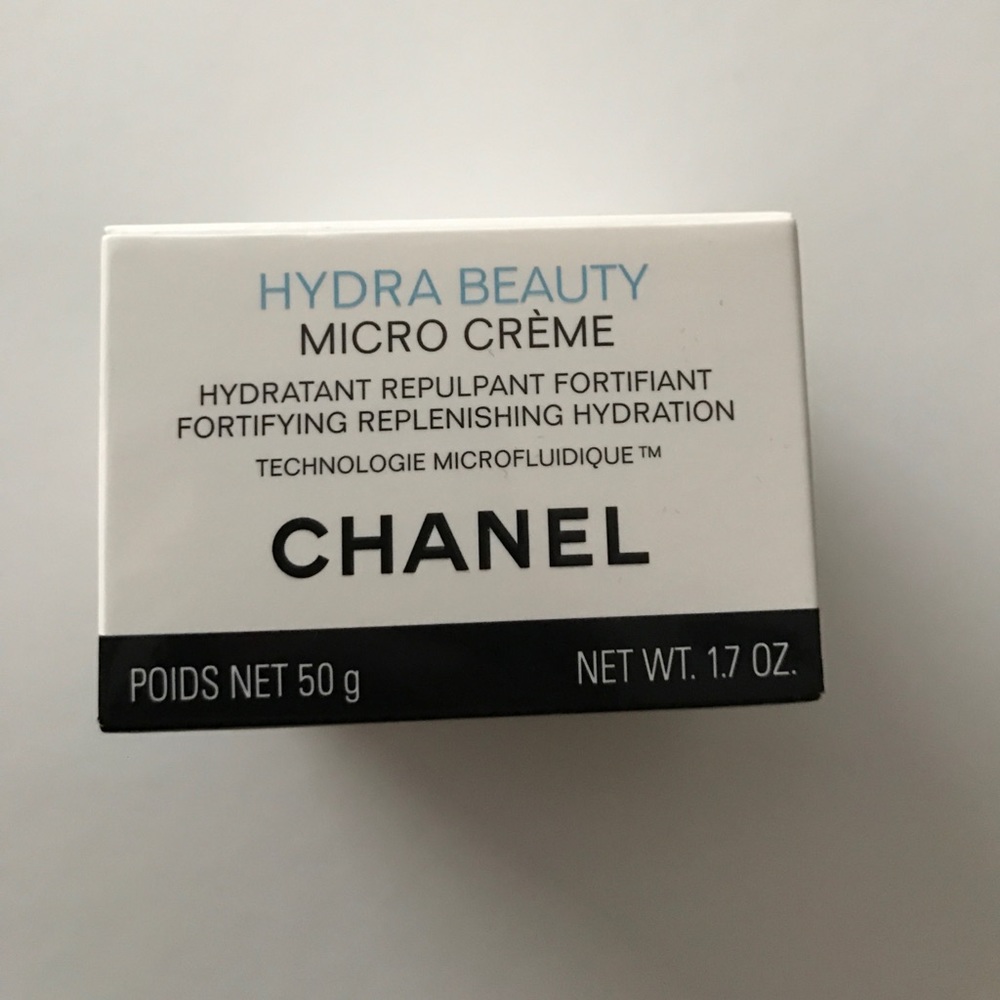 HYDRA BEAUTY
MICRO CRÈME
HYDRATANT REPULPANT FORTIFIANT
FORTIFYING REPLENISHING HYDRATION
TECHNOLOGIE MICROFLUIDIQUE™
CHANEL
POIDS NET 50 g NET WT. 1.7 OZ.